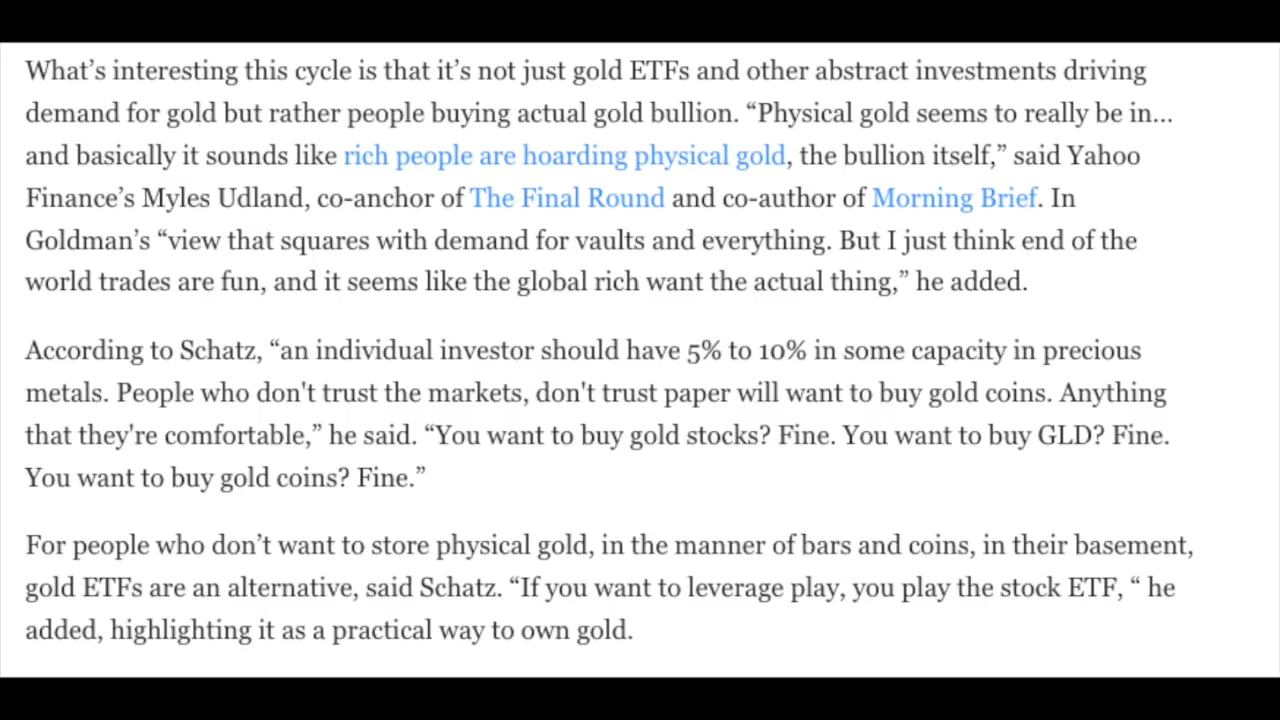 What’s interesting this cycle is that it’s not just gold ETFs and other abstract investments driving
demand for gold but rather people buying actual gold bullion. “Physical gold seems to really be in...
and basically it sounds like rich people are hoarding physical gold, the bullion itself,” said Yahoo
Finance’s Myles Udland, co-anchor of The Final Round and co-author of Morning Brief. In
Goldman’s “view that squares with demand for vaults and everything. But I just think end of the
world trades are fun, and it seems like the global rich want the actual thing,” he added.
According to Schatz, “an individual investor should have 5% to 10% in some capacity in precious
metals. People who don't trust the markets, don't trust paper will want to buy gold coins. Anything
that they're comfortable,” he said. “You want to buy gold stocks? Fine. You want to buy GLD? Fine.
You want to buy gold coins? Fine.”
For people who don’t want to store physical gold, in the manner of bars and coins, in their basement,
gold ETFs are an alternative, said Schatz. “If you want to leverage play, you play the stock ETF, “ he
added, highlighting it as a practical way to own gold.